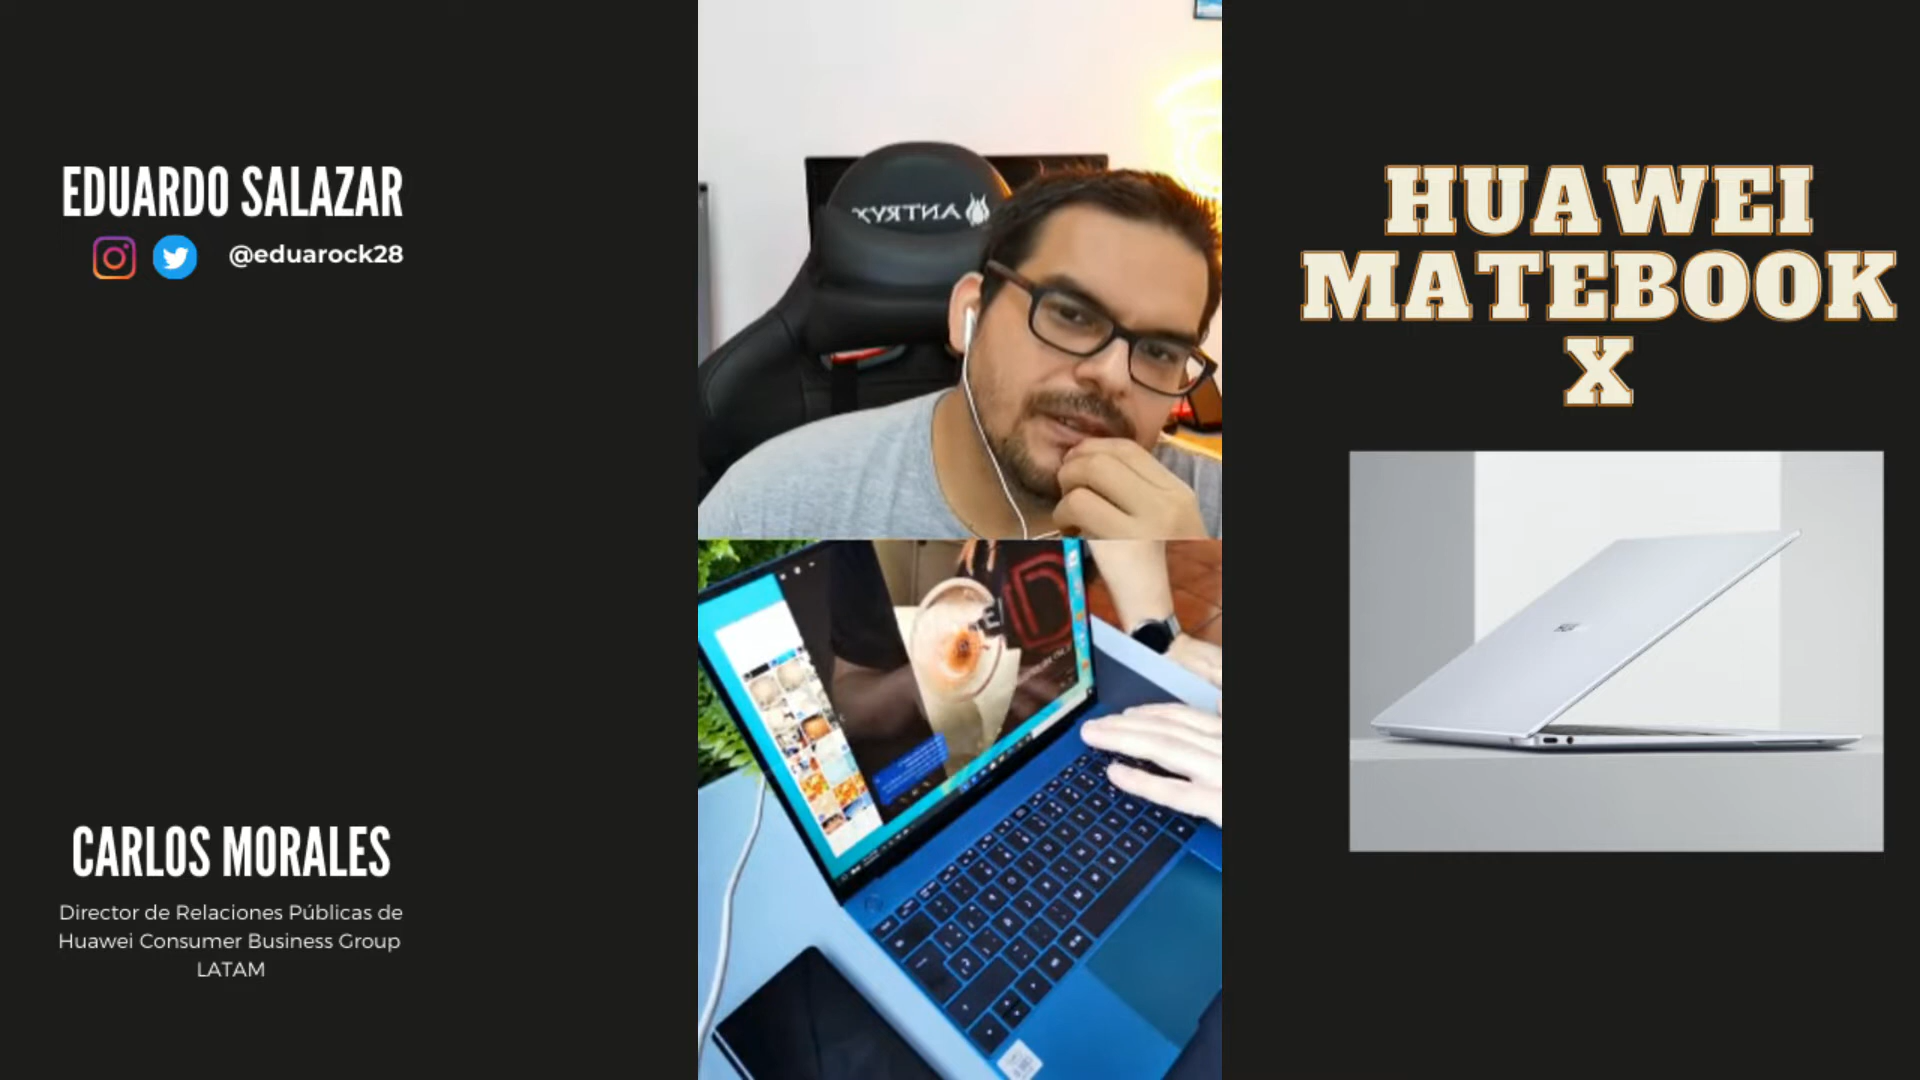 EDUARDO SALAZAR
@eduarock28
ANTRYX
CARLOS MORALES
Director de Relaciones Públicas de
Huawei Consumer Business Group
LATAM
HUAWEI
MATEBOOK
X